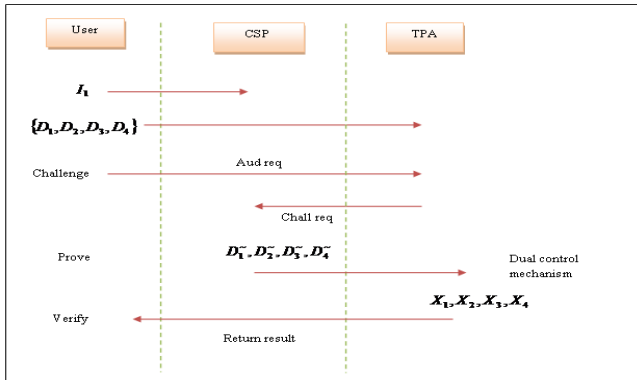 User CSP TPA
I₁
{D₁, D₂, D₃, D₄}
Aud req
Challenge
Chall req
D₁~, D₂~, D₃~, D₄~
Prove
Dual control
mechanism
X₁, X₂, X₃, X₄
Verify
Return result